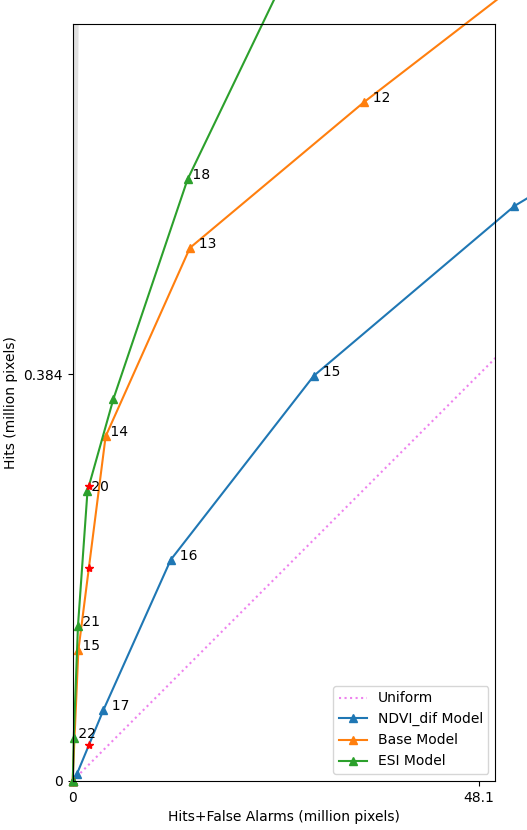 12
18
13
15
0.384
14
20
16
21
15
17
22
0
0
48.1
Hits (million pixels)
Hits+False Alarms (million pixels)
Uniform
NDVI_dif Model
Base Model
ESI Model